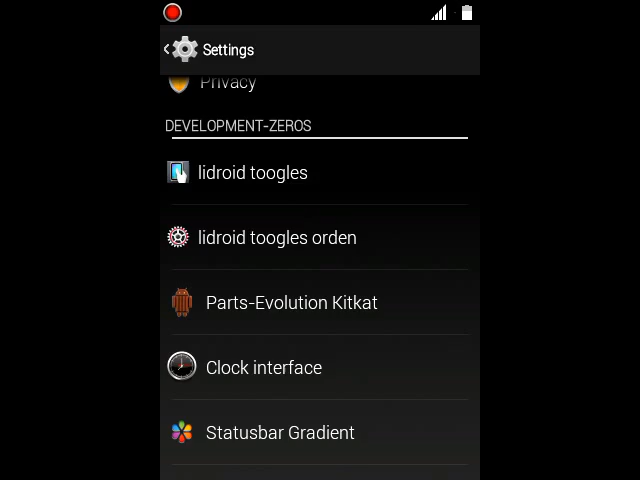 Settings
Privacy
DEVELOPMENT-ZEROS
lidroid toogles
lidroid toogles orden
Parts-Evolution Kitkat
Clock interface
Statusbar Gradient